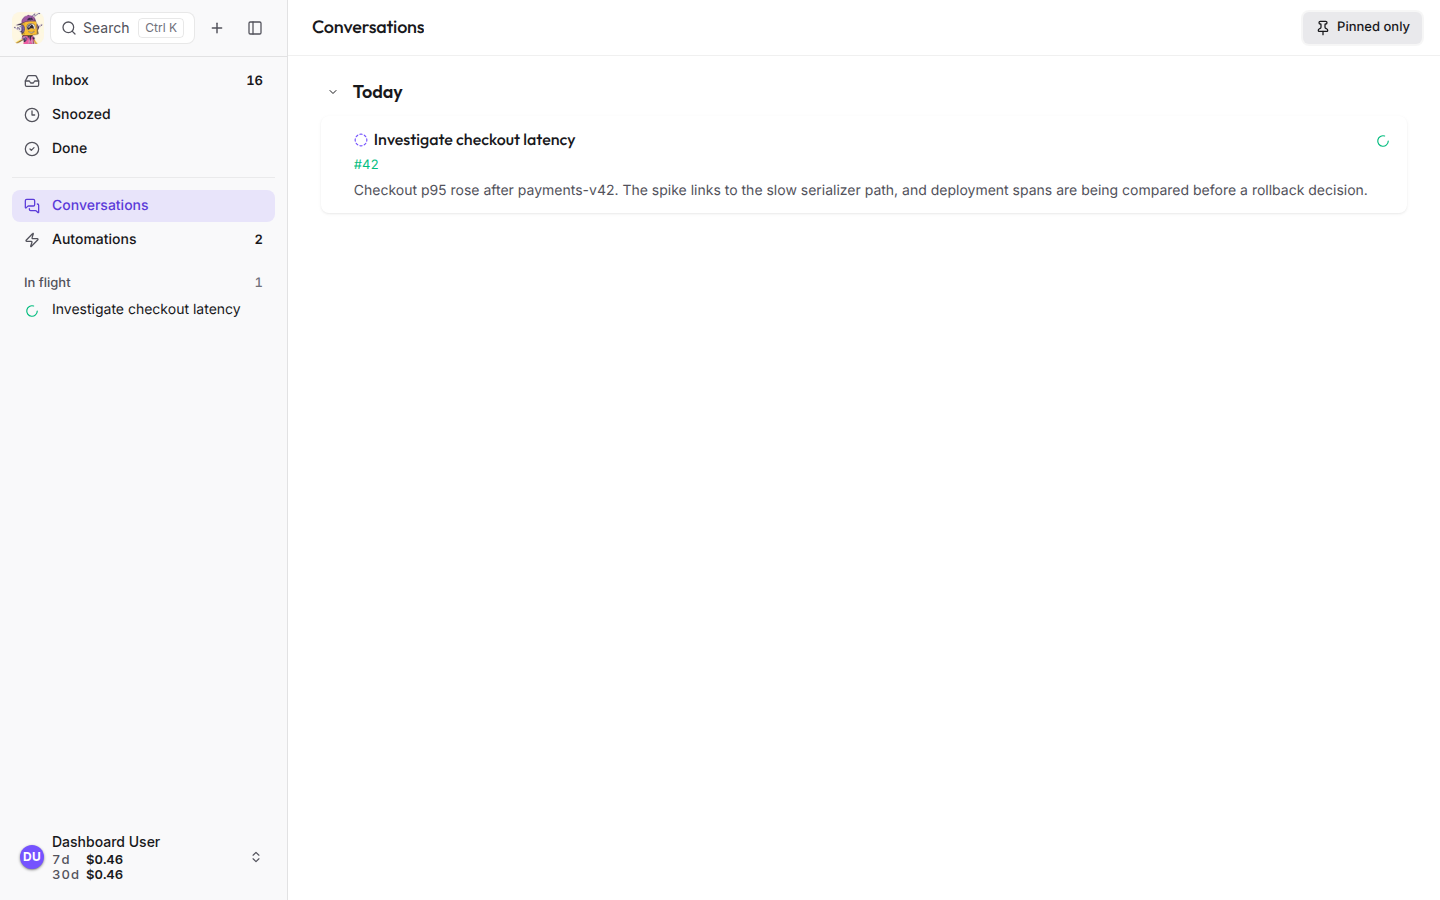 Search Ctrl K
Inbox 16
Snoozed
Done
Conversations
Automations 2
In flight 1
Investigate checkout latency
Dashboard User
DU
7d $0.46
30d $0.46
Conversations
Pinned only
Today
Investigate checkout latency
#42
Checkout p95 rose after payments-v42. The spike links to the slow serializer path, and deployment spans are being compared before a rollback decision.